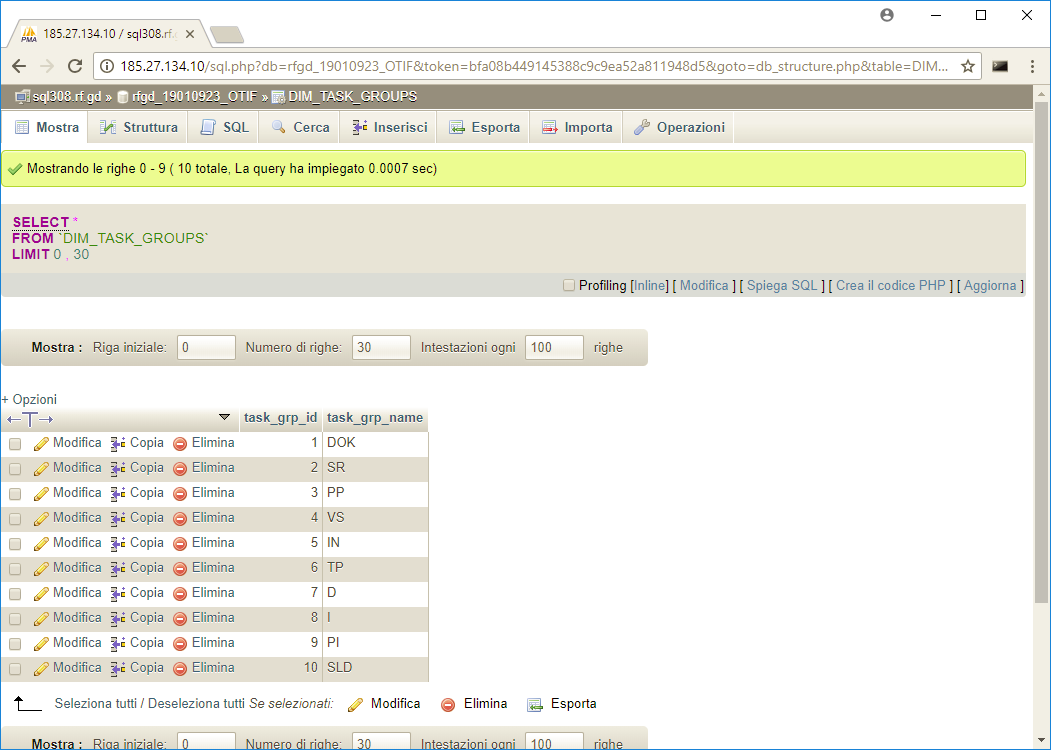 185.27.134.10 / sql308.rf.g
185.27.134.10/sql.php?db=rfgd_19010923_OTIF&token=bfa08b449145388c9c9ea52a811948d5&goto=db_structure.php&table=DIM...
sql308.rf.gd » rfgd_19010923_OTIF » DIM_TASK_GROUPS
Mostra Struttura SQL Cerca Inserisci Esporta Importa Operazioni
Mostrando le righe 0 - 9 ( 10 totale, La query ha impiegato 0.0007 sec)
SELECT *
FROM `DIM_TASK_GROUPS`
LIMIT 0 , 30
Profiling [Inline] [ Modifica ] [ Spiega SQL ] [ Crea il codice PHP ] [ Aggiorna ]
Mostra : Riga iniziale: 0 Numero di righe: 30 Intestazioni ogni 100 righe
+ Opzioni
←T→ task_grp_id task_grp_name
Modifica Copia Elimina 1 DOK
Modifica Copia Elimina 2 SR
Modifica Copia Elimina 3 PP
Modifica Copia Elimina 4 VS
Modifica Copia Elimina 5 IN
Modifica Copia Elimina 6 TP
Modifica Copia Elimina 7 D
Modifica Copia Elimina 8 I
Modifica Copia Elimina 9 PI
Modifica Copia Elimina 10 SLD
Seleziona tutti / Deseleziona tutti Se selezionati: Modifica Elimina Esporta
Mostra : Riga iniziale: 0 Numero di righe: 30 Intestazioni ogni 100 righe